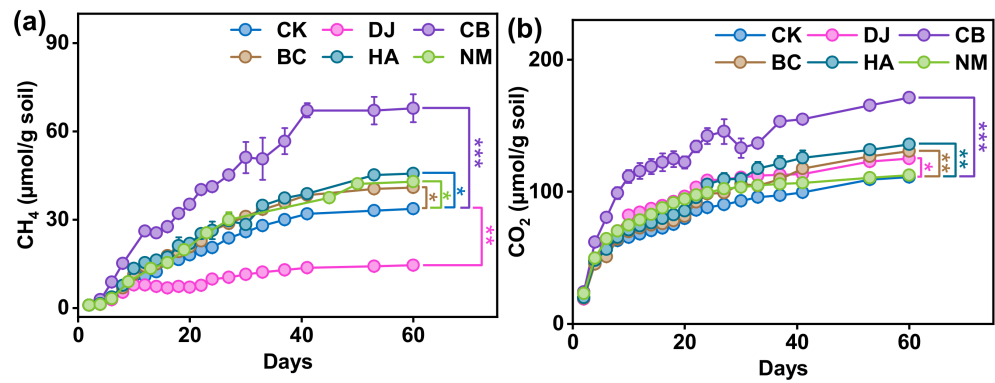 (a)
CK DJ CB
BC HA NM
90
60
30
0
CH₄ (μmol/g soil)
0 20 40 60
Days
***
*
*
*
**
(b)
CK DJ CB
BC HA NM
200
100
0
CO₂ (μmol/g soil)
0 20 40 60
Days
*
**
**
***